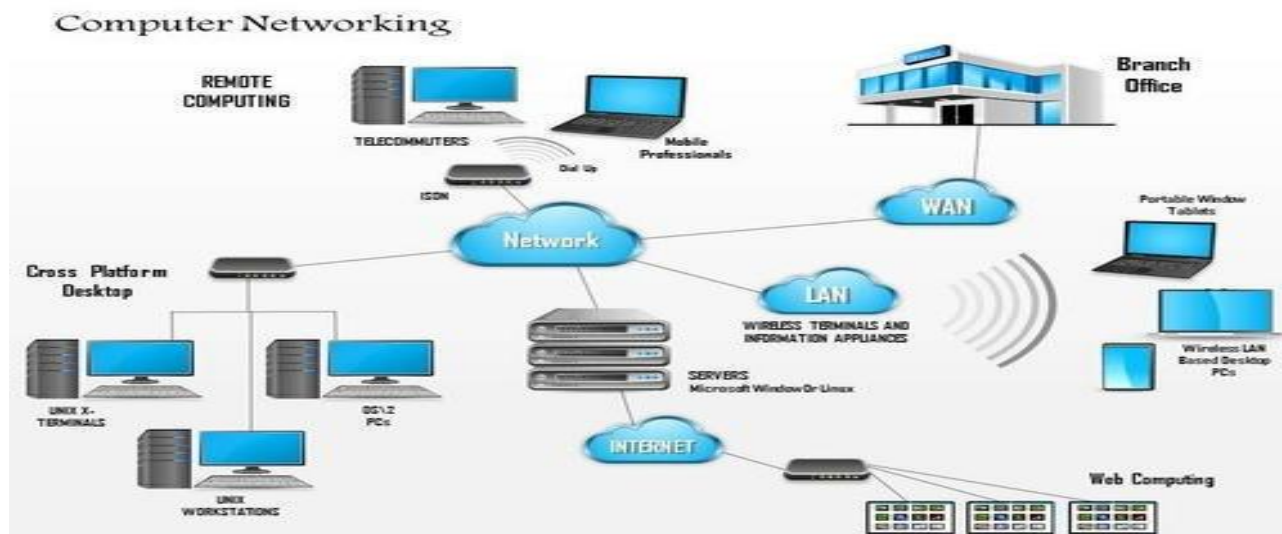 Computer Networking
REMOTE
COMPUTING
TELECOMMUTERS
Mobile
Professionals
Dial Up
ISDN
Branch
Office
WAN
Network
Portable Window
Tablets
Cross Platform
Desktop
LAN
WIRELESS TERMINALS AND
INFORMATION APPLIANCES
Wireless LAN
Based Desktop
PCs
SERVERS
Microsoft Window Or Linux
UNIX X-
TERMINALS
OS\2
PCs
INTERNET
UNIX
WORKSTATIONS
Web Computing